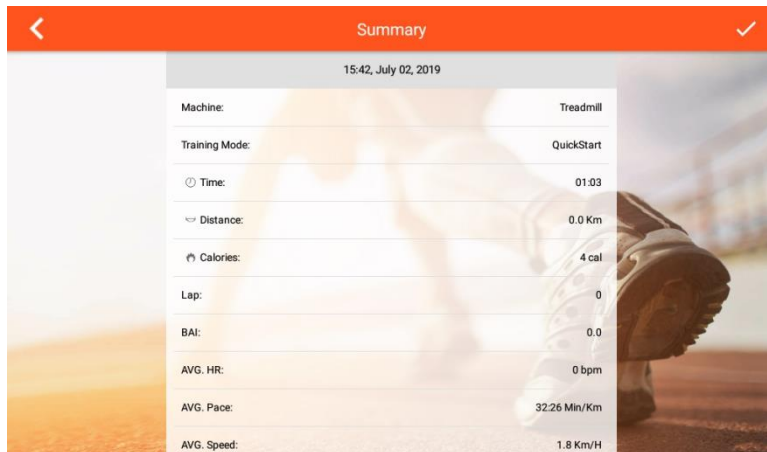 Summary
15:42, July 02, 2019
Machine: Treadmill
Training Mode: QuickStart
Time: 01:03
Distance: 0.0 Km
Calories: 4 cal
Lap: 0
BAI: 0.0
AVG. HR: 0 bpm
AVG. Pace: 32:26 Min/Km
AVG. Speed: 1.8 Km/H